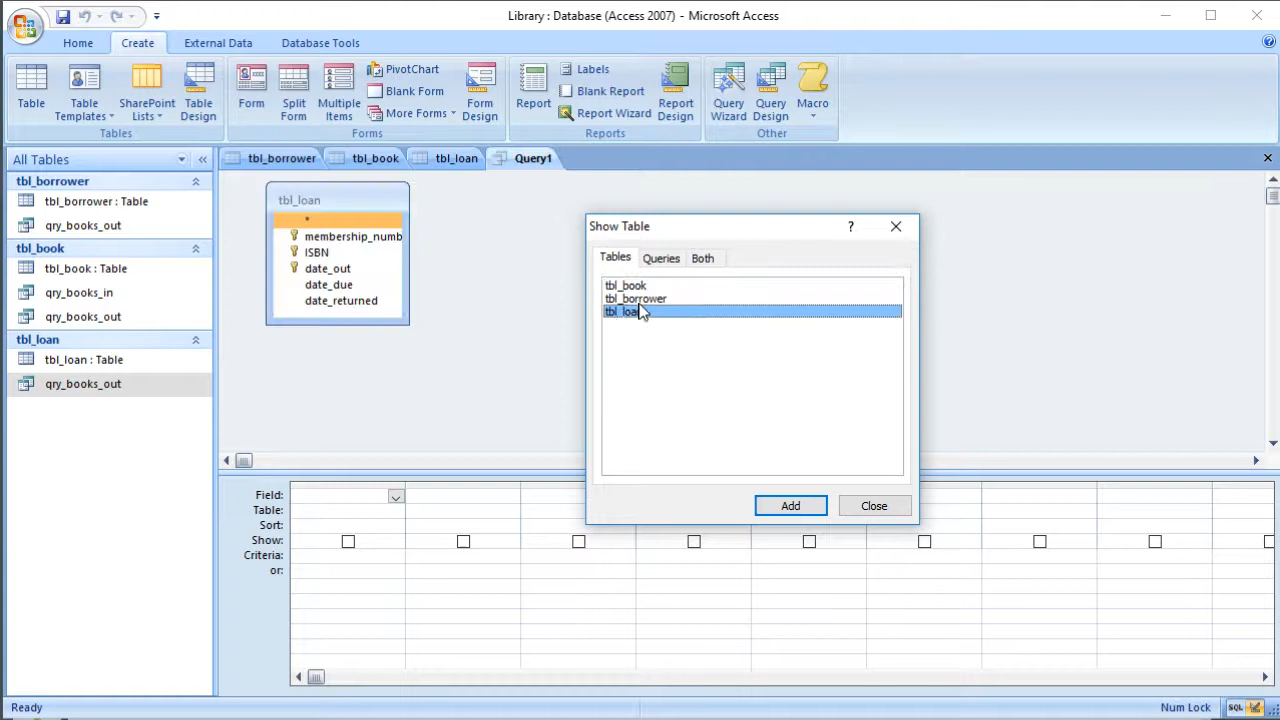 Library : Database (Access 2007) - Microsoft Access
Home Create External Data Database Tools
Table
Table Templates
SharePoint Lists
Table Design
Tables
Form
Split Form
Multiple Items
PivotChart
Blank Form
More Forms
Form Design
Forms
Report
Labels
Blank Report
Report Wizard
Report Design
Reports
Query Wizard
Query Design
Macro
Other
All Tables
tbl_borrower
tbl_borrower : Table
qry_books_out
tbl_book
tbl_book : Table
qry_books_in
qry_books_out
tbl_loan
tbl_loan : Table
qry_books_out
tbl_borrower tbl_book tbl_loan Query1
tbl_loan
*
membership_numb
ISBN
date_out
date_due
date_returned
Show Table ?
Tables Queries Both
tbl_book
tbl_borrower
tbl_loan
Add Close
Field:
Table:
Sort:
Show:
Criteria:
or:
Ready Num Lock SQL